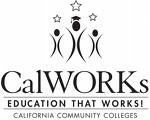 CalWORKs
EDUCATION THAT WORKS!
CALIFORNIA COMMUNITY COLLEGES